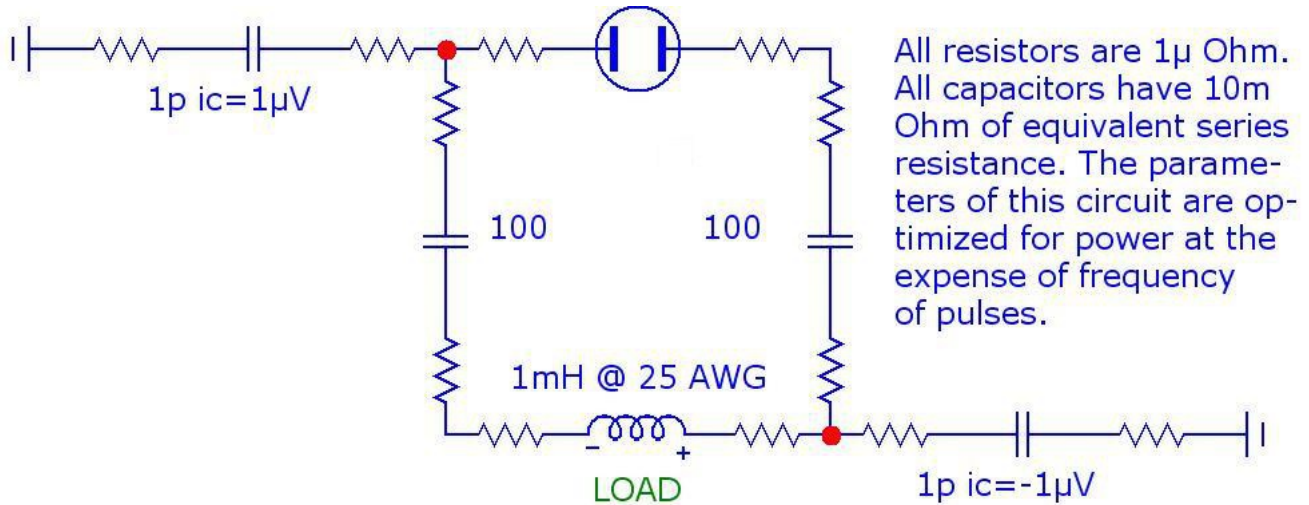 All resistors are 1µ Ohm.
All capacitors have 10m
Ohm of equivalent series
resistance. The parame-
ters of this circuit are op-
timized for power at the
expense of frequency
of pulses.
1p ic=1µV
100
100
1mH @ 25 AWG
- +
LOAD
1p ic=-1µV